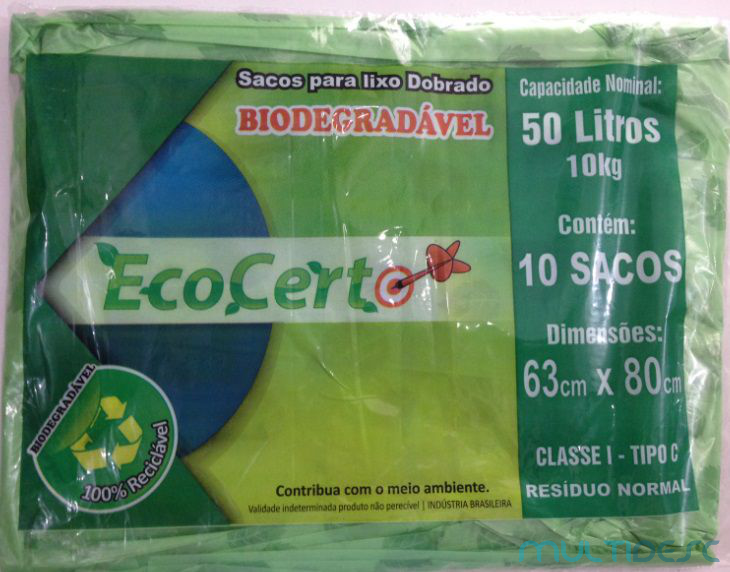 Sacos para lixo Dobrado
BIODEGRADÁVEL
EcoCerto
BIODEGRADÁVEL
100% Reciclável
Contribua com o meio ambiente.
Validade indeterminada produto não perecível | INDÚSTRIA BRASILEIRA
Capacidade Nominal:
50 Litros
10kg
Contém:
10 SACOS
Dimensões:
63cm x 80cm
CLASSE I - TIPO C
RESÍDUO NORMAL
MULTIDESC